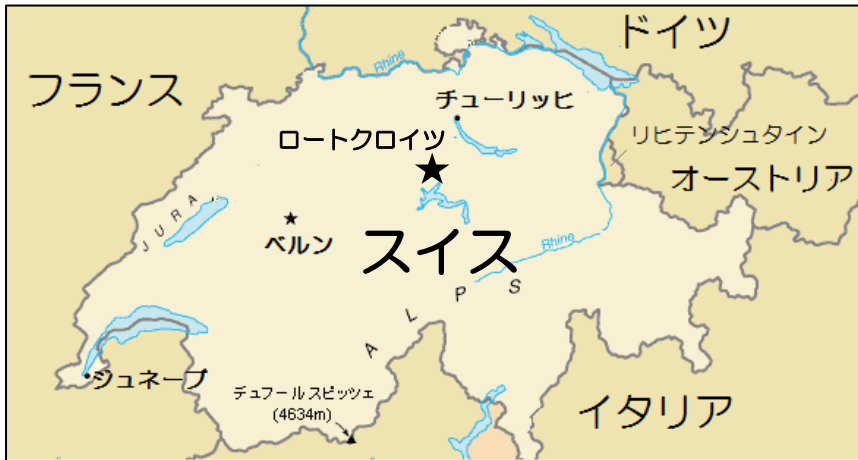 ドイツ
Rhine
フランス
チューリッヒ
ロートクロイツ
リヒテンシュタイン
オーストリア
JURA
ベルン
スイス
Rhine
ALPS
ジュネーブ
デュフールスピッツェ
(4634m)
イタリア